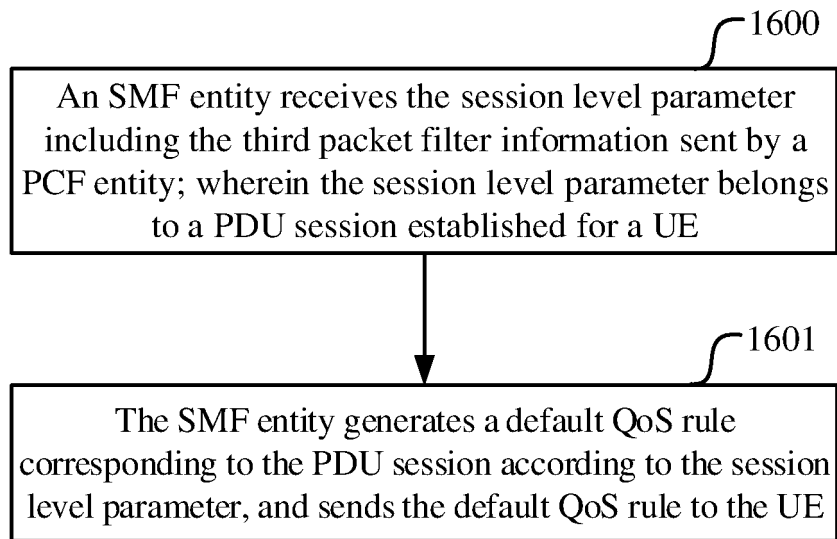 1600
An SMF entity receives the session level parameter
including the third packet filter information sent by a
PCF entity; wherein the session level parameter belongs
to a PDU session established for a UE
1601
The SMF entity generates a default QoS rule
corresponding to the PDU session according to the session
level parameter, and sends the default QoS rule to the UE